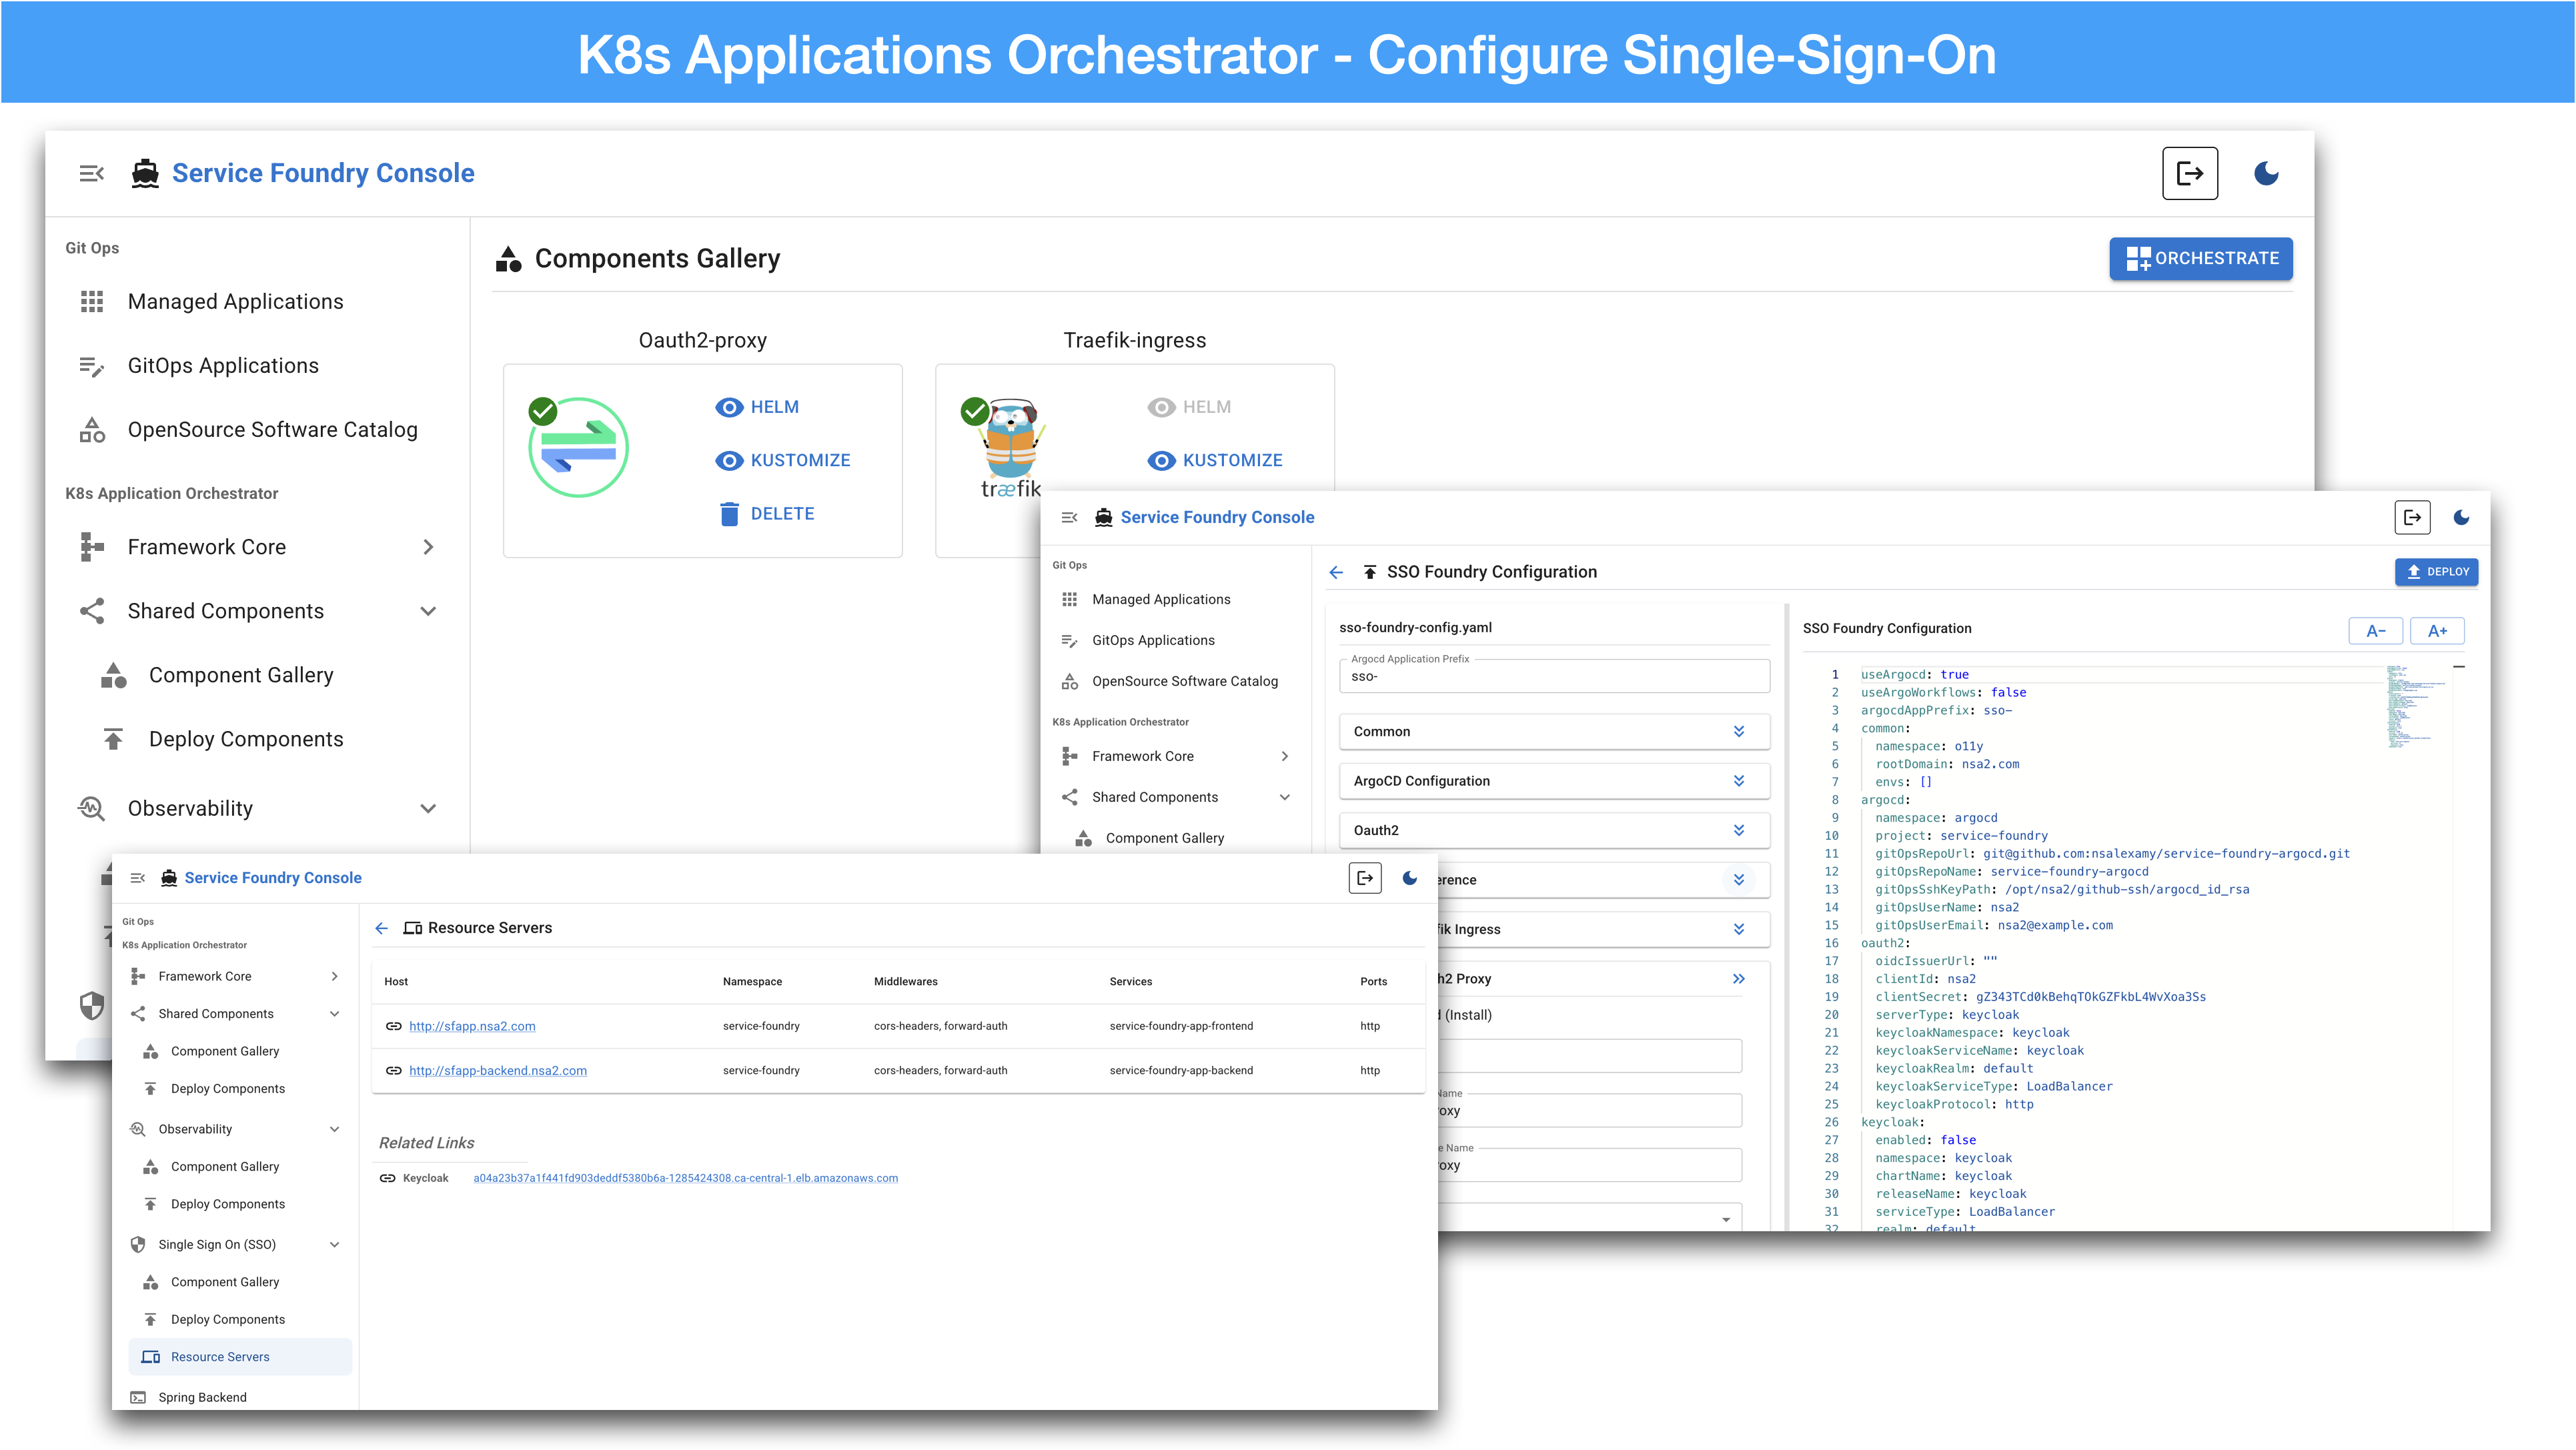 K8s Applications Orchestrator - Configure Single-Sign-On
Service Foundry Console
Git Ops
Managed Applications
GitOps Applications
OpenSource Software Catalog
K8s Application Orchestrator
Framework Core
Shared Components
Component Gallery
Deploy Components
Observability
Components Gallery
ORCHESTRATE
Oauth2-proxy
HELM
KUSTOMIZE
DELETE
Traefik-ingress
træfik
HELM
KUSTOMIZE
Service Foundry Console
Git Ops
Managed Applications
GitOps Applications
OpenSource Software Catalog
K8s Application Orchestrator
Framework Core
Shared Components
Component Gallery
SSO Foundry Configuration
DEPLOY
sso-foundry-config.yaml
Argocd Application Prefix
sso-
Common
ArgoCD Configuration
Oauth2
erence
fik Ingress
h2 Proxy
d (Install)
Name
oxy
e Name
oxy
SSO Foundry Configuration
A-
A+
1 useArgocd: true
2 useArgoWorkflows: false
3 argocdAppPrefix: sso-
4 common:
5 namespace: o11y
6 rootDomain: nsa2.com
7 envs: []
8 argocd:
9 namespace: argocd
10 project: service-foundry
11 gitOpsRepoUrl: git@github.com:nsalexamy/service-foundry-argocd.git
12 gitOpsRepoName: service-foundry-argocd
13 gitOpsSshKeyPath: /opt/nsa2/github-ssh/argocd_id_rsa
14 gitOpsUserName: nsa2
15 gitOpsUserEmail: nsa2@example.com
16 oauth2:
17 oidcIssuerUrl: ""
18 clientId: nsa2
19 clientSecret: gZ343TCd0kBehqTOkGZFkbL4WvXoa3Ss
20 serverType: keycloak
21 keycloakNamespace: keycloak
22 keycloakServiceName: keycloak
23 keycloakRealm: default
24 keycloakServiceType: LoadBalancer
25 keycloakProtocol: http
26 keycloak:
27 enabled: false
28 namespace: keycloak
29 chartName: keycloak
30 releaseName: keycloak
31 serviceType: LoadBalancer
32 realm: default
Service Foundry Console
Git Ops
K8s Application Orchestrator
Framework Core
Shared Components
Component Gallery
Deploy Components
Observability
Component Gallery
Deploy Components
Single Sign On (SSO)
Component Gallery
Deploy Components
Resource Servers
Spring Backend
Resource Servers
Host Namespace Middlewares Services Ports
http://sfapp.nsa2.com service-foundry cors-headers, forward-auth service-foundry-app-frontend http
http://sfapp-backend.nsa2.com service-foundry cors-headers, forward-auth service-foundry-app-backend http
Related Links
Keycloak a04a23b37a1f441fd903deddf5380b6a-1285424308.ca-central-1.elb.amazonaws.com